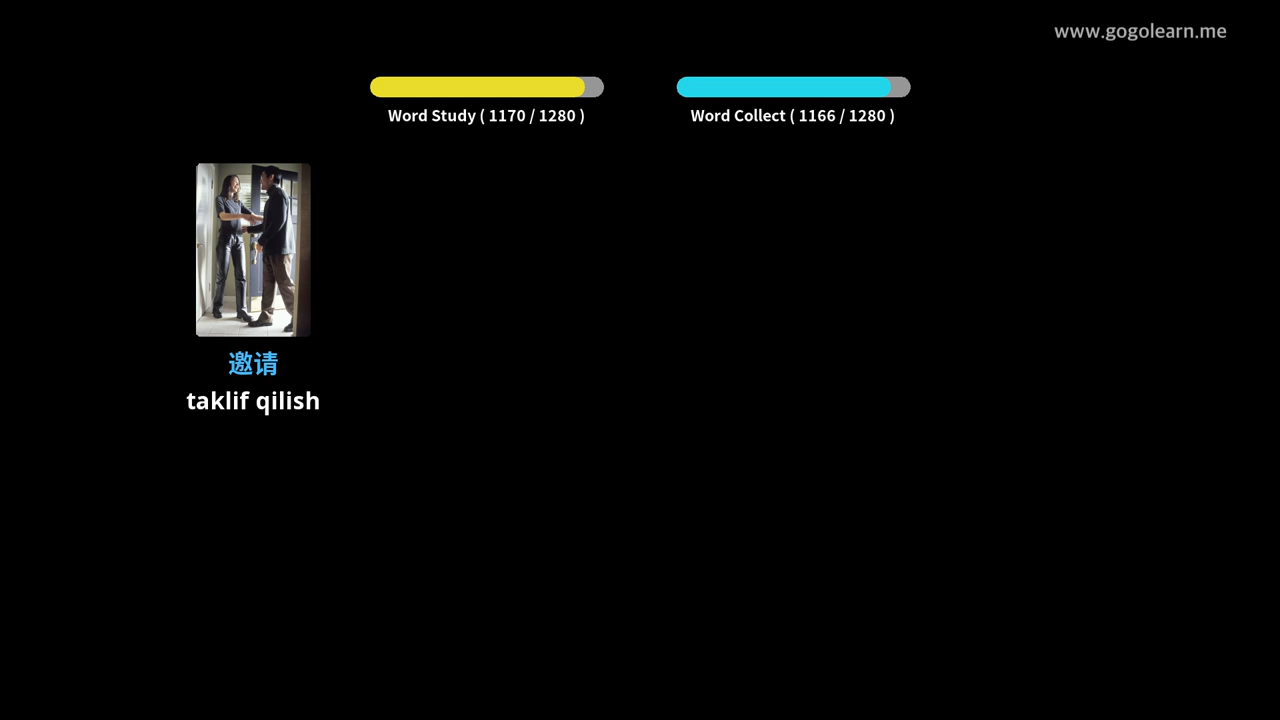 www.gogolearn.me
Word Study ( 1170 / 1280 )
Word Collect ( 1166 / 1280 )
邀请
taklif qilish